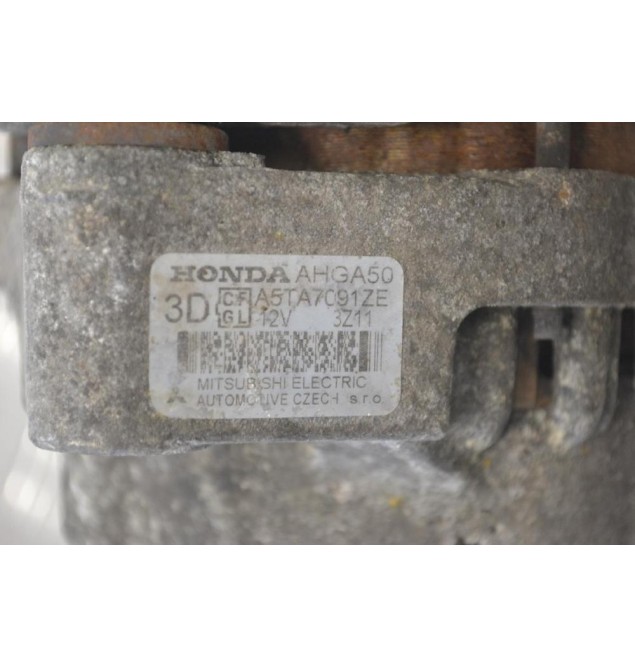 HONDA AHGA50
3D CF A5TA7091ZE
GL 12V 3Z11
MITSUBISHI ELECTRIC
AUTOMOTIVE CZECH s.r.o.